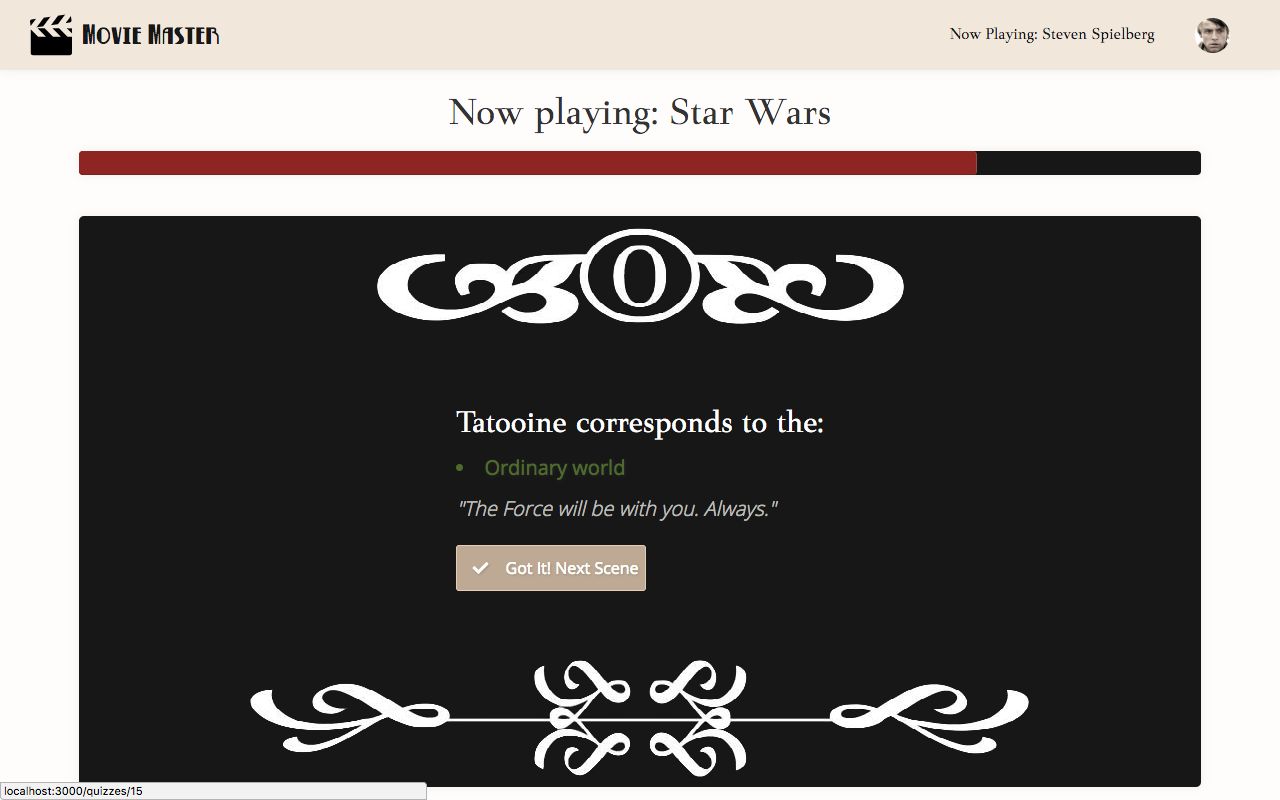 Movie Master
Now Playing: Steven Spielberg
Now playing: Star Wars
O
Tatooine corresponds to the:
• Ordinary world
"The Force will be with you. Always."
Got It! Next Scene
localhost:3000/quizzes/15